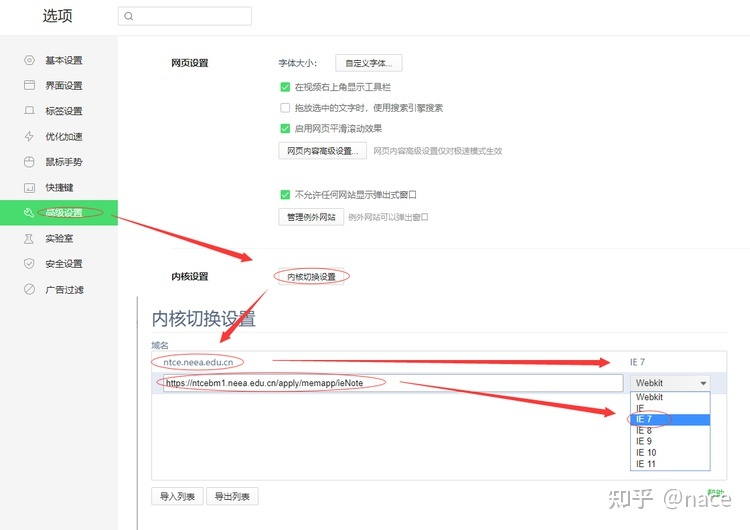 选项
基本设置
界面设置
标签设置
优化加速
鼠标手势
快捷键
高级设置
实验室
安全设置
广告过滤
网页设置
字体大小：
自定义字体...
在视频右上角显示工具栏
拖放选中的文字时，使用搜索引擎搜索
启用网页平滑滚动效果
网页内容高级设置... 网页内容高级设置仅对极速模式生效
不允许任何网站显示弹出式窗口
管理例外网站 例外网站可以弹出窗口
内核设置
内核切换设置
内核切换设置
域名
ntce.neea.edu.cn IE 7
https://ntcebm1.neea.edu.cn/apply/memapp/ieNote Webkit
Webkit
IE
IE 7
IE 8
IE 9
IE 10
IE 11
导入列表 导出列表
帮助
知乎 @nace